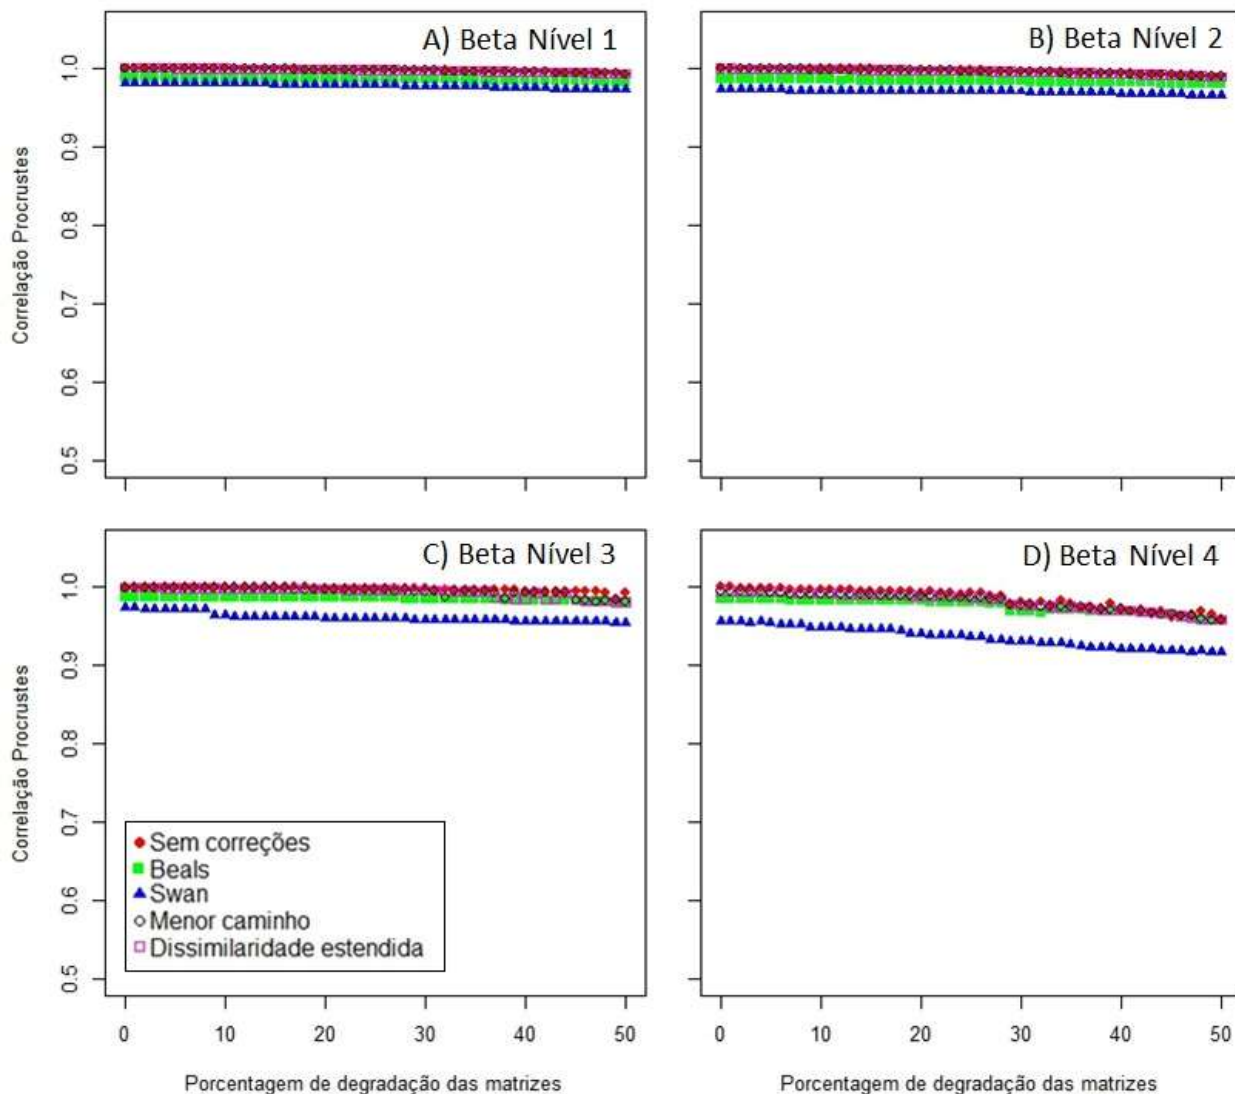 A) Beta Nível 1
B) Beta Nível 2
Correlação Procrustes
1.0
0.9
0.8
0.7
0.6
0.5
0 10 20 30 40 50
0 10 20 30 40 50
C) Beta Nível 3
D) Beta Nível 4
Correlação Procrustes
1.0
0.9
0.8
0.7
0.6
0.5
Sem correções
Beals
Swan
Menor caminho
Dissimilaridade estendida
Porcentagem de degradação das matrizes
Porcentagem de degradação das matrizes